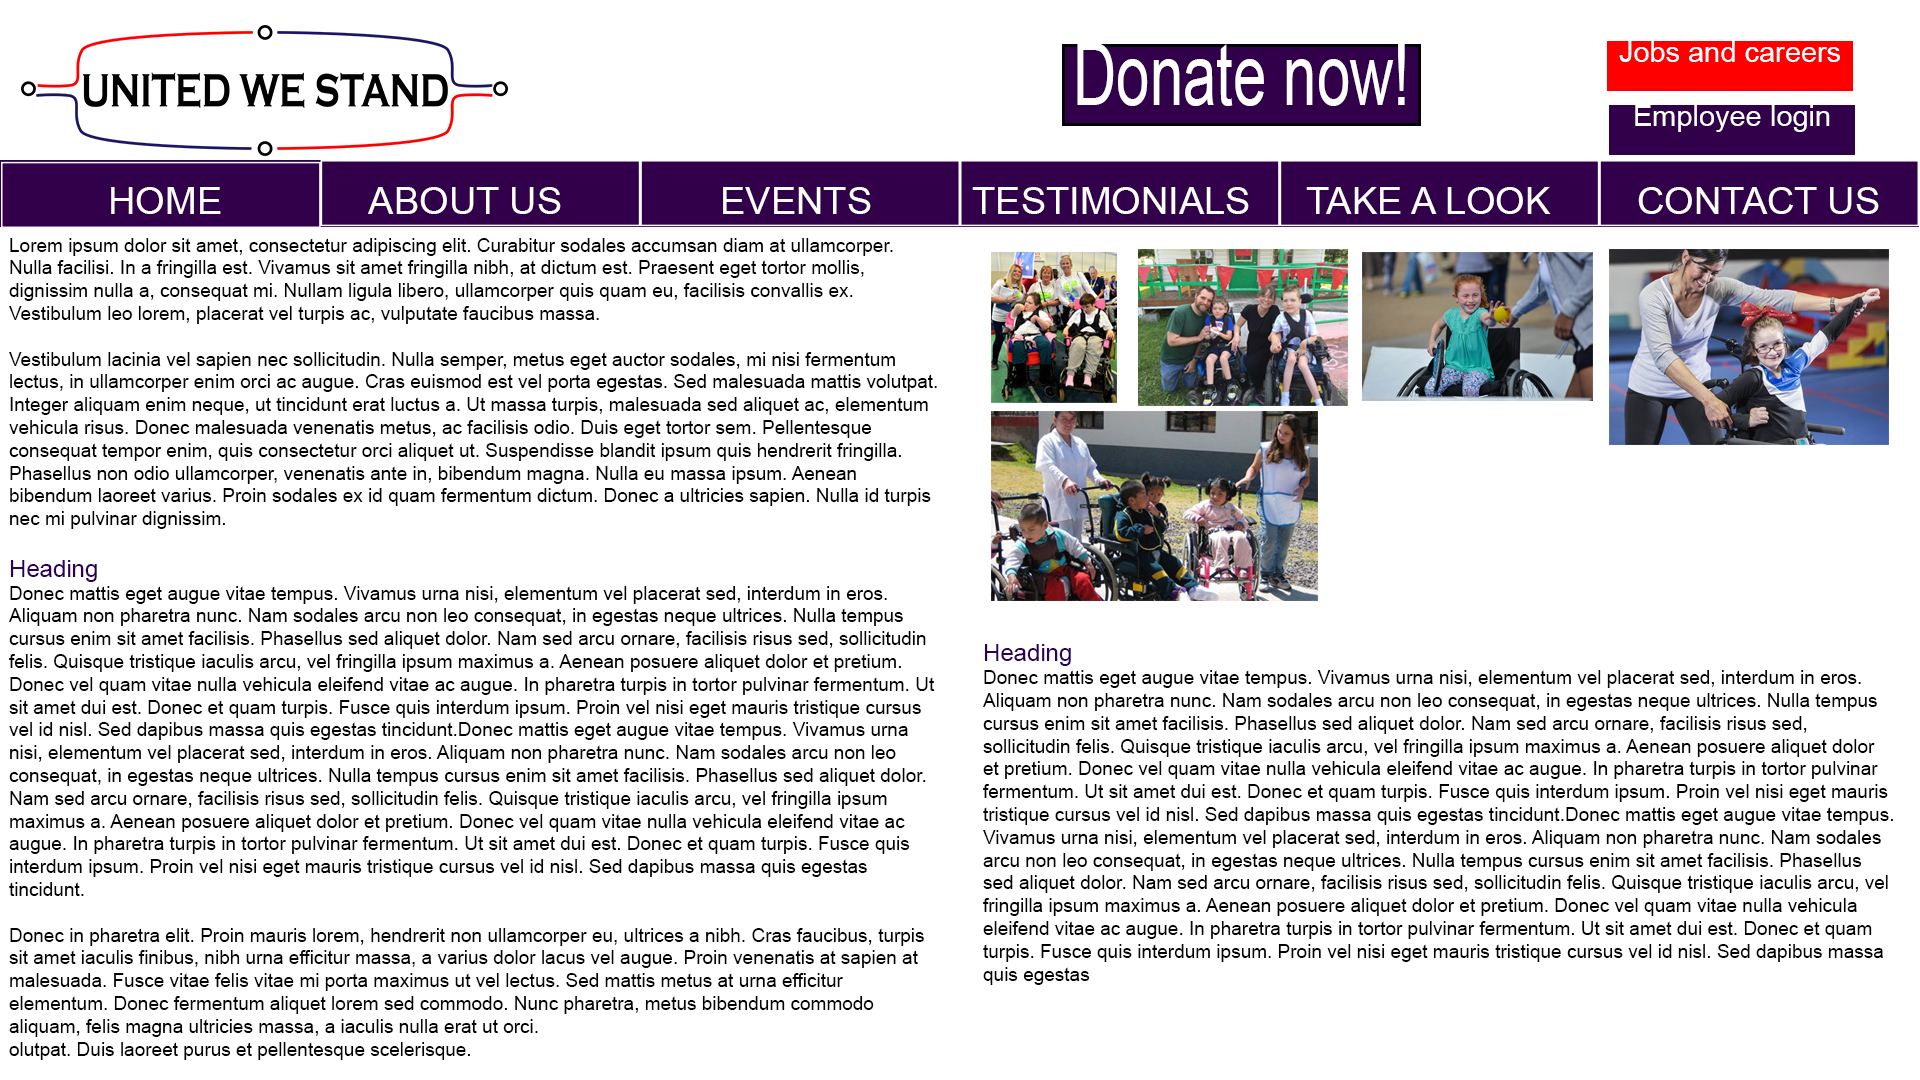 UNITED WE STAND
Donate now!
Jobs and careers
Employee login
HOME
ABOUT US
EVENTS
TESTIMONIALS
TAKE A LOOK
CONTACT US
Lorem ipsum dolor sit amet, consectetur adipiscing elit. Curabitur sodales accumsan diam at ullamcorper.
Nulla facilisi. In a fringilla est. Vivamus sit amet fringilla nibh, at dictum est. Praesent eget tortor mollis,
dignissim nulla a, consequat mi. Nullam ligula libero, ullamcorper quis quam eu, facilisis convallis ex.
Vestibulum leo lorem, placerat vel turpis ac, vulputate faucibus massa.
Vestibulum lacinia vel sapien nec sollicitudin. Nulla semper, metus eget auctor sodales, mi nisi fermentum
lectus, in ullamcorper enim orci ac augue. Cras euismod est vel porta egestas. Sed malesuada mattis volutpat.
Integer aliquam enim neque, ut tincidunt erat luctus a. Ut massa turpis, malesuada sed aliquet ac, elementum
vehicula risus. Donec malesuada venenatis metus, ac facilisis odio. Duis eget tortor sem. Pellentesque
consequat tempor enim, quis consectetur orci aliquet ut. Suspendisse blandit ipsum quis hendrerit fringilla.
Phasellus non odio ullamcorper, venenatis ante in, bibendum magna. Nulla eu massa ipsum. Aenean
bibendum laoreet varius. Proin sodales ex id quam fermentum dictum. Donec a ultricies sapien. Nulla id turpis
nec mi pulvinar dignissim.
Heading
Donec mattis eget augue vitae tempus. Vivamus urna nisi, elementum vel placerat sed, interdum in eros.
Aliquam non pharetra nunc. Nam sodales arcu non leo consequat, in egestas neque ultrices. Nulla tempus
cursus enim sit amet facilisis. Phasellus sed aliquet dolor. Nam sed arcu ornare, facilisis risus sed, sollicitudin
felis. Quisque tristique iaculis arcu, vel fringilla ipsum maximus a. Aenean posuere aliquet dolor et pretium.
Donec vel quam vitae nulla vehicula eleifend vitae ac augue. In pharetra turpis in tortor pulvinar fermentum. Ut
sit amet dui est. Donec et quam turpis. Fusce quis interdum ipsum. Proin vel nisi eget mauris tristique cursus
vel id nisl. Sed dapibus massa quis egestas tincidunt.Donec mattis eget augue vitae tempus. Vivamus urna
nisi, elementum vel placerat sed, interdum in eros. Aliquam non pharetra nunc. Nam sodales arcu non leo
consequat, in egestas neque ultrices. Nulla tempus cursus enim sit amet facilisis. Phasellus sed aliquet dolor.
Nam sed arcu ornare, facilisis risus sed, sollicitudin felis. Quisque tristique iaculis arcu, vel fringilla ipsum
maximus a. Aenean posuere aliquet dolor et pretium. Donec vel quam vitae nulla vehicula eleifend vitae ac
augue. In pharetra turpis in tortor pulvinar fermentum. Ut sit amet dui est. Donec et quam turpis. Fusce quis
interdum ipsum. Proin vel nisi eget mauris tristique cursus vel id nisl. Sed dapibus massa quis egestas
tincidunt.
Donec in pharetra elit. Proin mauris lorem, hendrerit non ullamcorper eu, ultrices a nibh. Cras faucibus, turpis
sit amet iaculis finibus, nibh urna efficitur massa, a varius dolor lacus vel augue. Proin venenatis at sapien at
malesuada. Fusce vitae felis vitae mi porta maximus ut vel lectus. Sed mattis metus at urna efficitur
elementum. Donec fermentum aliquet lorem sed commodo. Nunc pharetra, metus bibendum commodo
aliquam, felis magna ultricies massa, a iaculis nulla erat ut orci.
olutpat. Duis laoreet purus et pellentesque scelerisque.
Heading
Donec mattis eget augue vitae tempus. Vivamus urna nisi, elementum vel placerat sed, interdum in eros.
Aliquam non pharetra nunc. Nam sodales arcu non leo consequat, in egestas neque ultrices. Nulla tempus
cursus enim sit amet facilisis. Phasellus sed aliquet dolor. Nam sed arcu ornare, facilisis risus sed,
sollicitudin felis. Quisque tristique iaculis arcu, vel fringilla ipsum maximus a. Aenean posuere aliquet dolor
et pretium. Donec vel quam vitae nulla vehicula eleifend vitae ac augue. In pharetra turpis in tortor pulvinar
fermentum. Ut sit amet dui est. Donec et quam turpis. Fusce quis interdum ipsum. Proin vel nisi eget mauris
tristique cursus vel id nisl. Sed dapibus massa quis egestas tincidunt.Donec mattis eget augue vitae tempus.
Vivamus urna nisi, elementum vel placerat sed, interdum in eros. Aliquam non pharetra nunc. Nam sodales
arcu non leo consequat, in egestas neque ultrices. Nulla tempus cursus enim sit amet facilisis. Phasellus
sed aliquet dolor. Nam sed arcu ornare, facilisis risus sed, sollicitudin felis. Quisque tristique iaculis arcu, vel
fringilla ipsum maximus a. Aenean posuere aliquet dolor et pretium. Donec vel quam vitae nulla vehicula
eleifend vitae ac augue. In pharetra turpis in tortor pulvinar fermentum. Ut sit amet dui est. Donec et quam
turpis. Fusce quis interdum ipsum. Proin vel nisi eget mauris tristique cursus vel id nisl. Sed dapibus massa
quis egestas